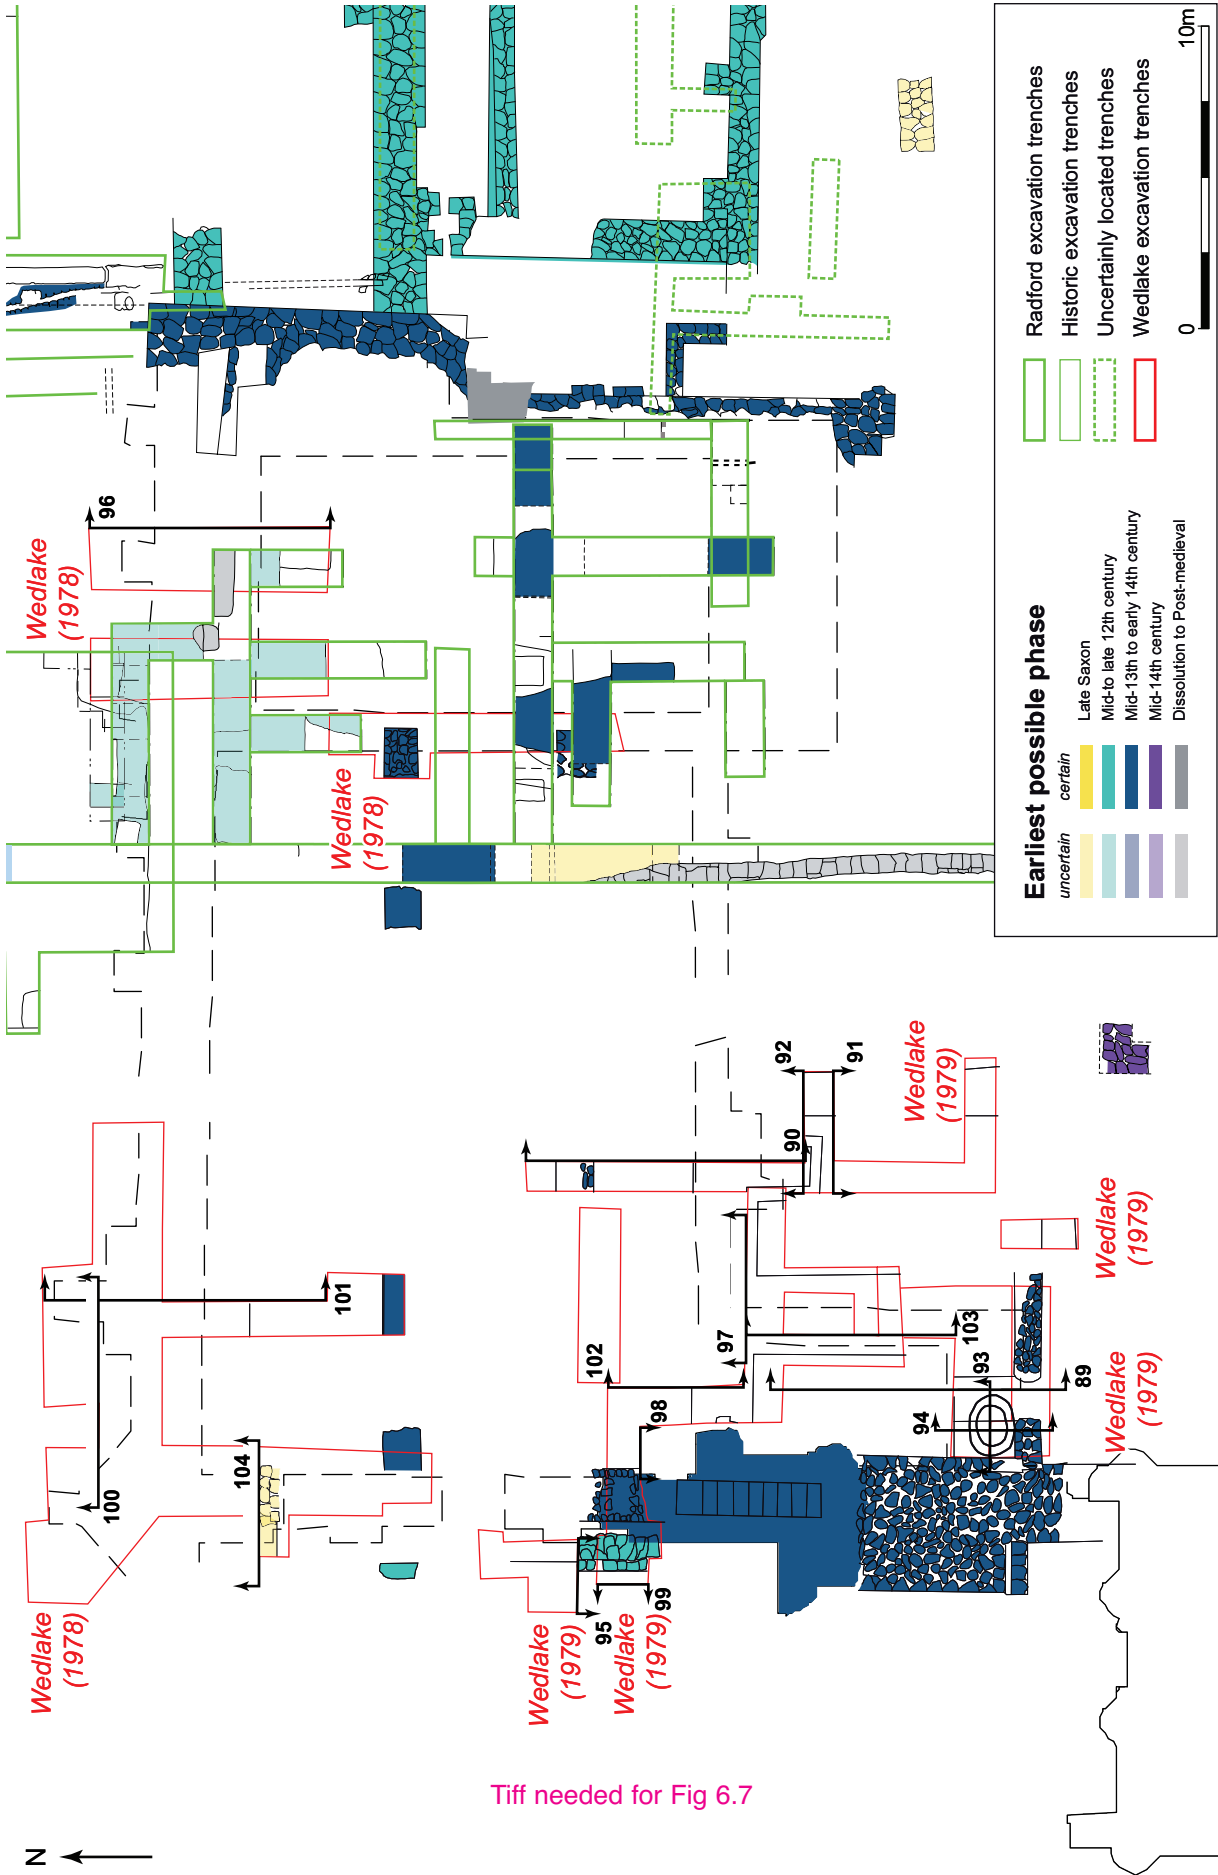 96
Wedlake
(1978)
Wedlake
(1978)
92
91
90
Wedlake
(1979)
Wedlake
(1979)
101
102
97
103
93
98
94
89
Wedlake
(1979)
104
100
99
95
Wedlake
(1978)
Wedlake
(1979)
Wedlake
(1979)
N
Tiff needed for Fig 6.7
Earliest possible phase
uncertain certain
Late Saxon
Mid-to late 12th century
Mid-13th to early 14th century
Mid-14th century
Dissolution to Post-medieval
Radford excavation trenches
Historic excavation trenches
Uncertainly located trenches
Wedlake excavation trenches
0 10m